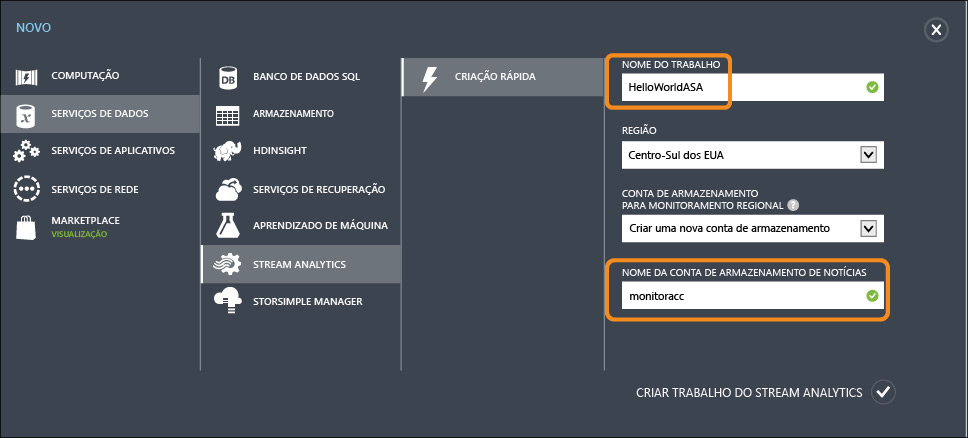 NOVO
COMPUTAÇÃO
SERVIÇOS DE DADOS
SERVIÇOS DE APLICATIVOS
SERVIÇOS DE REDE
MARKETPLACE
VISUALIZAÇÃO
DB
BANCO DE DADOS SQL
ARMAZENAMENTO
HDINSIGHT
SERVIÇOS DE RECUPERAÇÃO
APRENDIZADO DE MÁQUINA
STREAM ANALYTICS
STORSIMPLE MANAGER
CRIAÇÃO RÁPIDA
NOME DO TRABALHO
HelloWorldASA
REGIÃO
Centro-Sul dos EUA
CONTA DE ARMAZENAMENTO
PARA MONITORAMENTO REGIONAL ?
Criar uma nova conta de armazenamento
NOME DA CONTA DE ARMAZENAMENTO DE NOTÍCIAS
monitoracc
CRIAR TRABALHO DO STREAM ANALYTICS